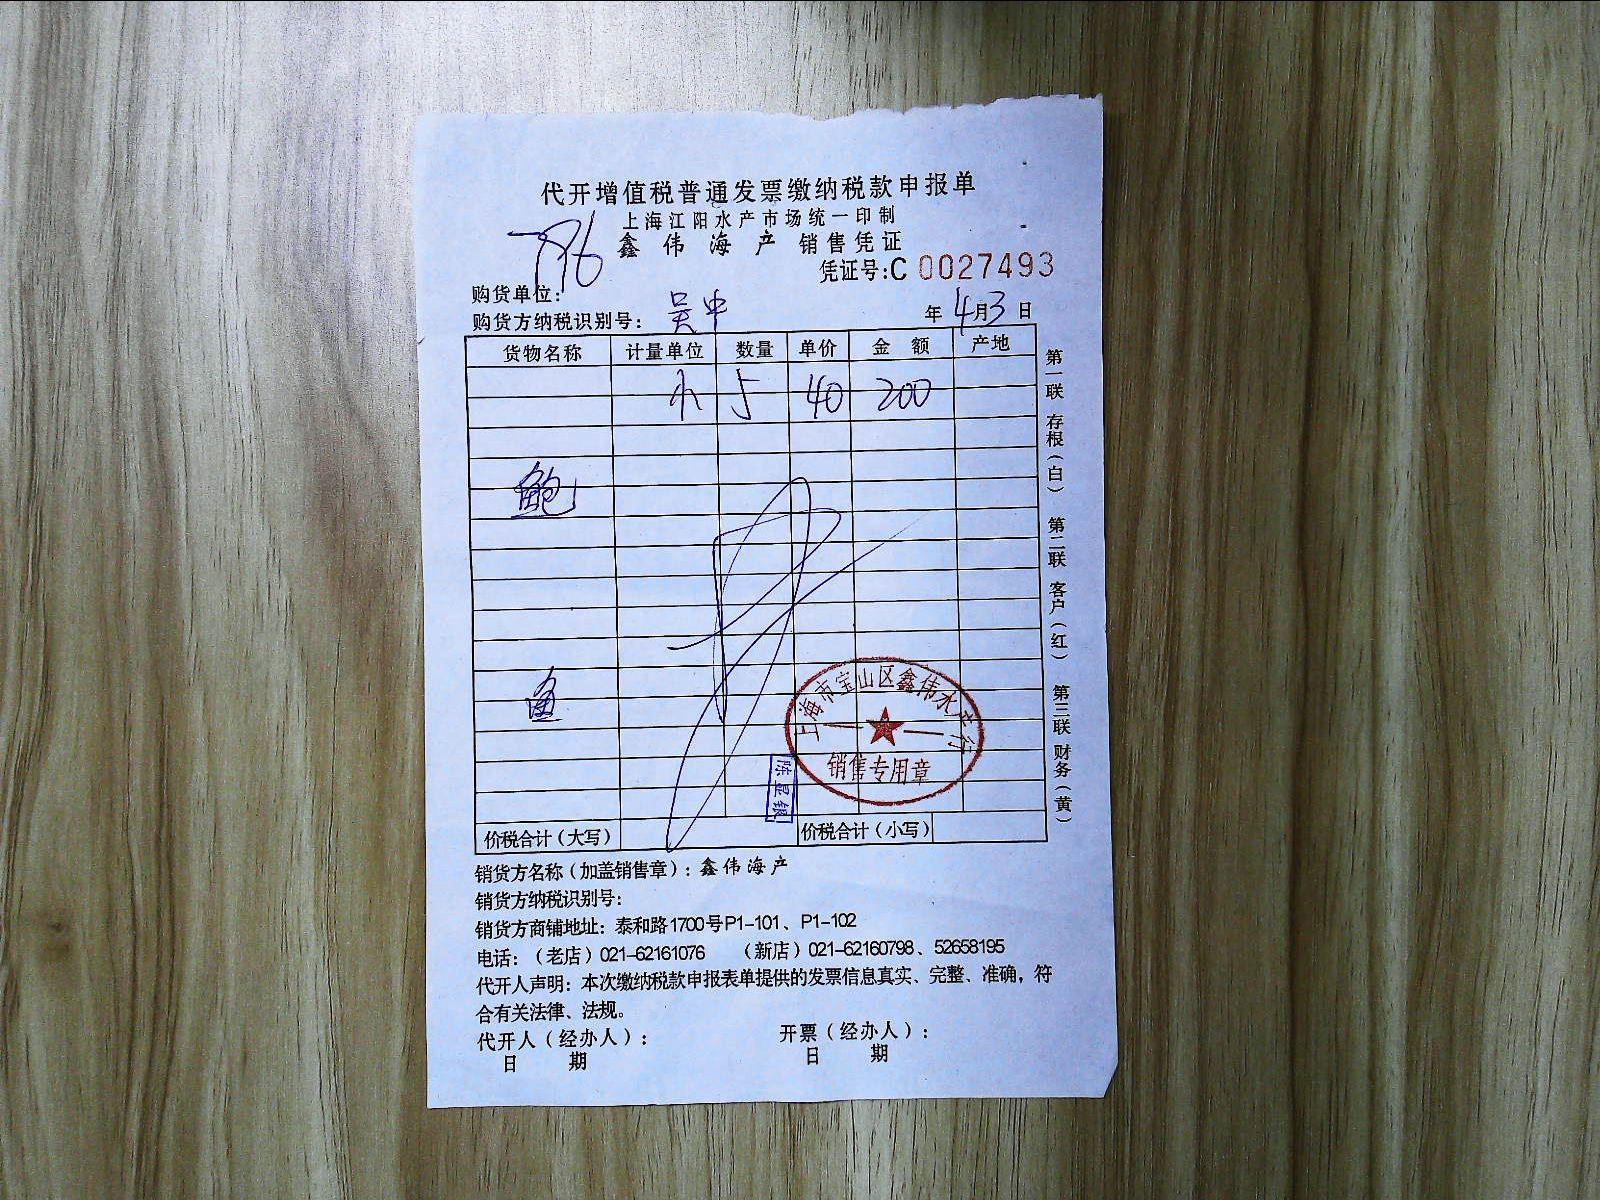 代开增值税普通发票缴纳税款申报单
上海江阳水产市场统一印制
鑫伟海产销售凭证
凭证号:C 0027493
购货单位:
购货方纳税识别号: 吴中
年 4月3日
货物名称 计量单位 数量 单价 金额 产地
5 40 200
鲍
鱼
第一联 存根(白) 第二联 客户(红) 第三联 财务(黄)
上海市宝山区鑫伟水产行
销售专用章
陈显银
价税合计(大写) 价税合计(小写)
销货方名称(加盖销售章): 鑫伟海产
销货方纳税识别号:
销货方商铺地址: 泰和路1700号P1-101、P1-102
电话:(老店)021-62161076 (新店)021-62160798、52658195
代开人声明: 本次缴纳税款申报表单提供的发票信息真实、完整、准确,符
合有关法律、法规。
代开人(经办人): 开票(经办人):
日期 日期